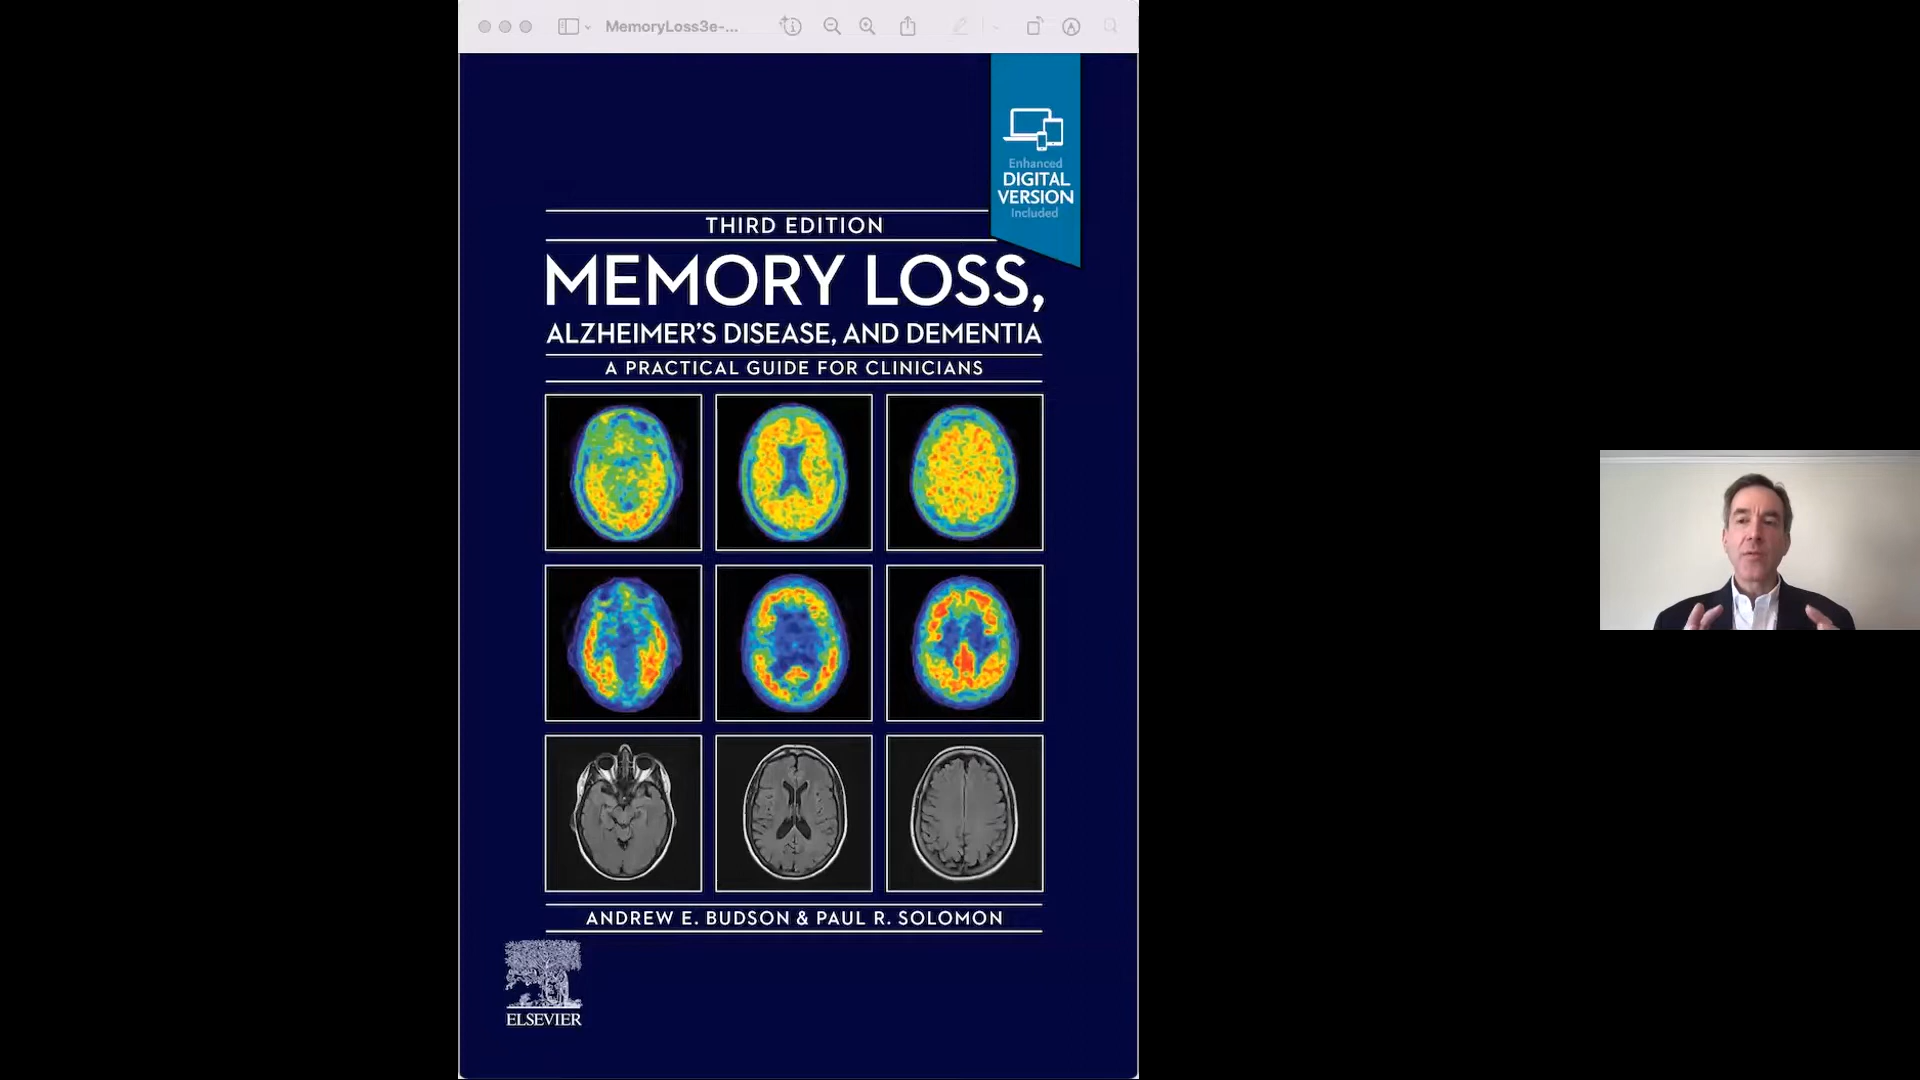 MemoryLoss3e-...
Enhanced
DIGITAL
VERSION
Included
THIRD EDITION
MEMORY LOSS,
ALZHEIMER'S DISEASE, AND DEMENTIA
A PRACTICAL GUIDE FOR CLINICIANS
ANDREW E. BUDSON & PAUL R. SOLOMON
ELSEVIER